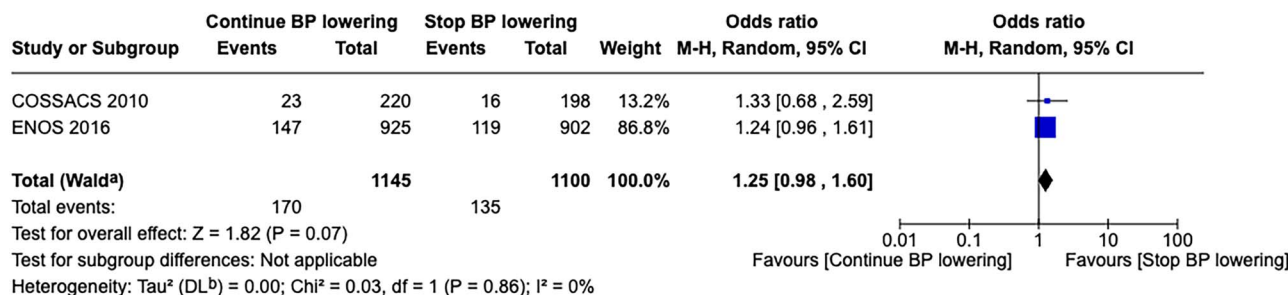 Continue BP lowering Stop BP lowering Odds ratio Odds ratio
Study or Subgroup Events Total Events Total Weight M-H, Random, 95% CI M-H, Random, 95% CI
COSSACS 2010 23 220 16 198 13.2% 1.33 [0.68 , 2.59]
ENOS 2016 147 925 119 902 86.8% 1.24 [0.96 , 1.61]
Total (Waldᵃ) 1145 1100 100.0% 1.25 [0.98 , 1.60]
Total events: 170 135
Test for overall effect: Z = 1.82 (P = 0.07) 0.01 0.1 1 10 100
Test for subgroup differences: Not applicable Favours [Continue BP lowering] Favours [Stop BP lowering]
Heterogeneity: Tau² (DLᵇ) = 0.00; Chi² = 0.03, df = 1 (P = 0.86); I² = 0%